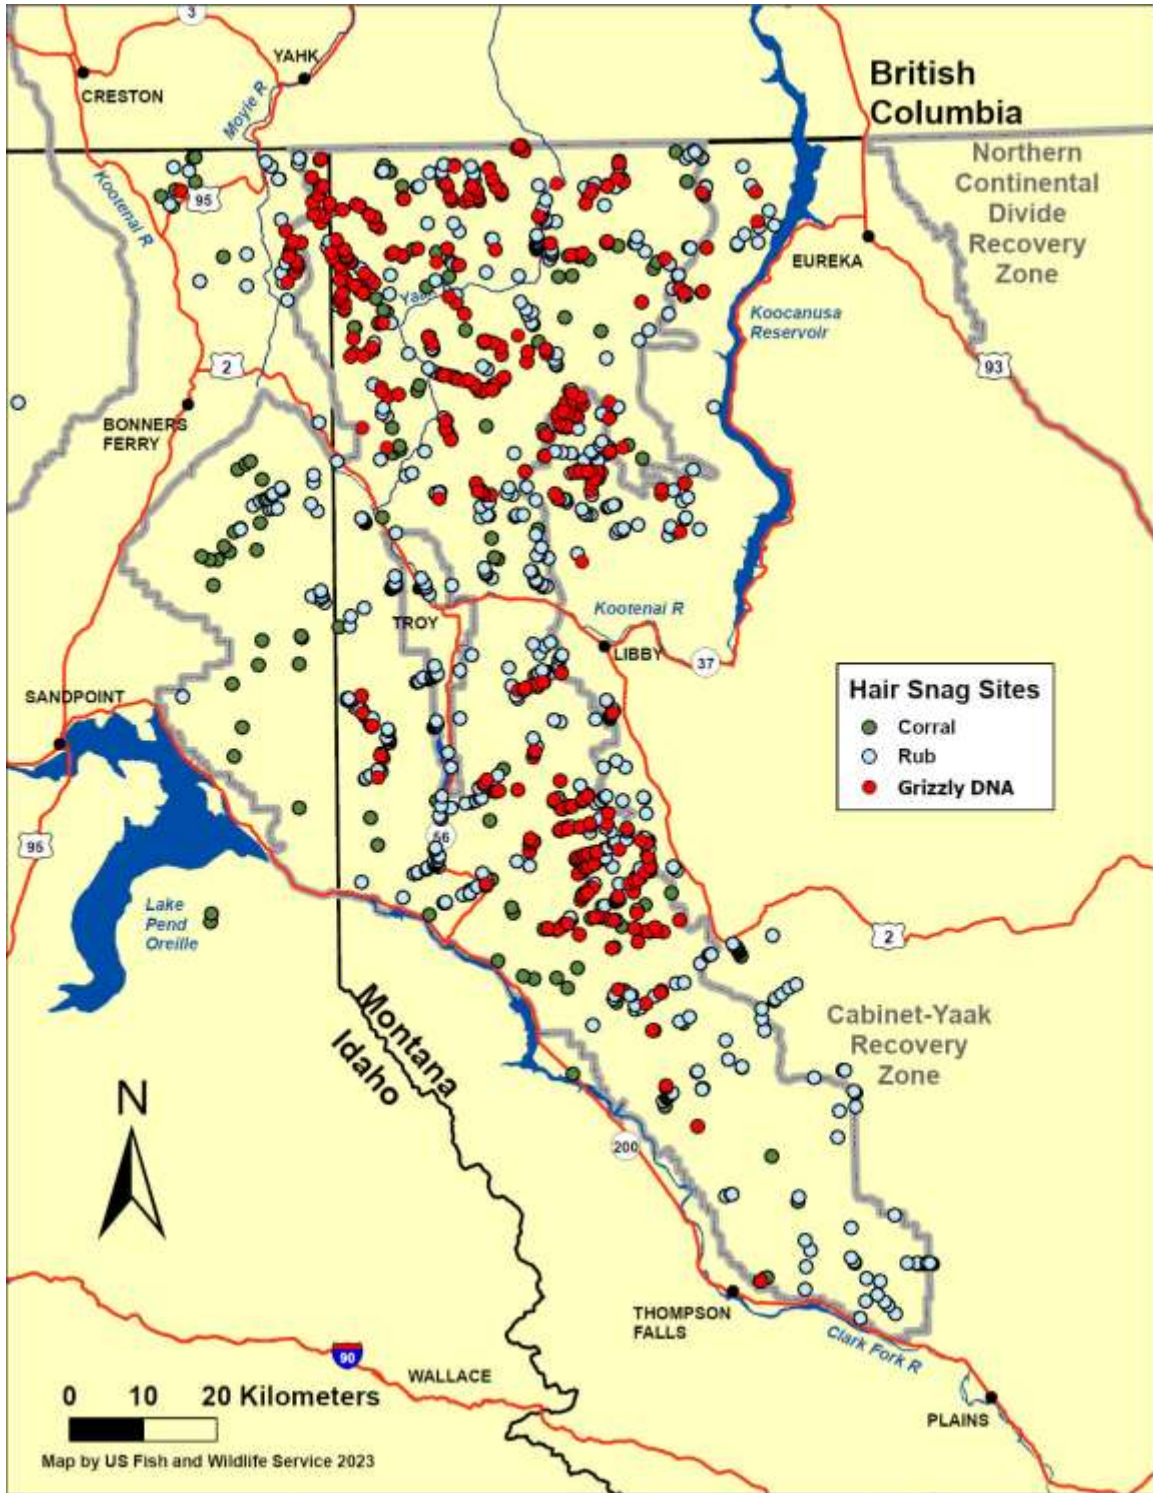 3
YAHK
CRESTON
Moyie R
British
Columbia
Kootenai R
95
Northern
Continental
Divide
Recovery
Zone
EUREKA
Koocanusa
Reservoir
2
93
BONNERS
FERRY
TROY
Kootenai R
LIBBY
37
SANDPOINT
Hair Snag Sites
Corral
Rub
Grizzly DNA
56
95
Lake
Pend
Oreille
2
Montana
Idaho
Cabinet-Yaak
Recovery
Zone
N
200
THOMPSON
FALLS
Clark Fork R
90
WALLACE
0 10 20 Kilometers
PLAINS
Map by US Fish and Wildlife Service 2023